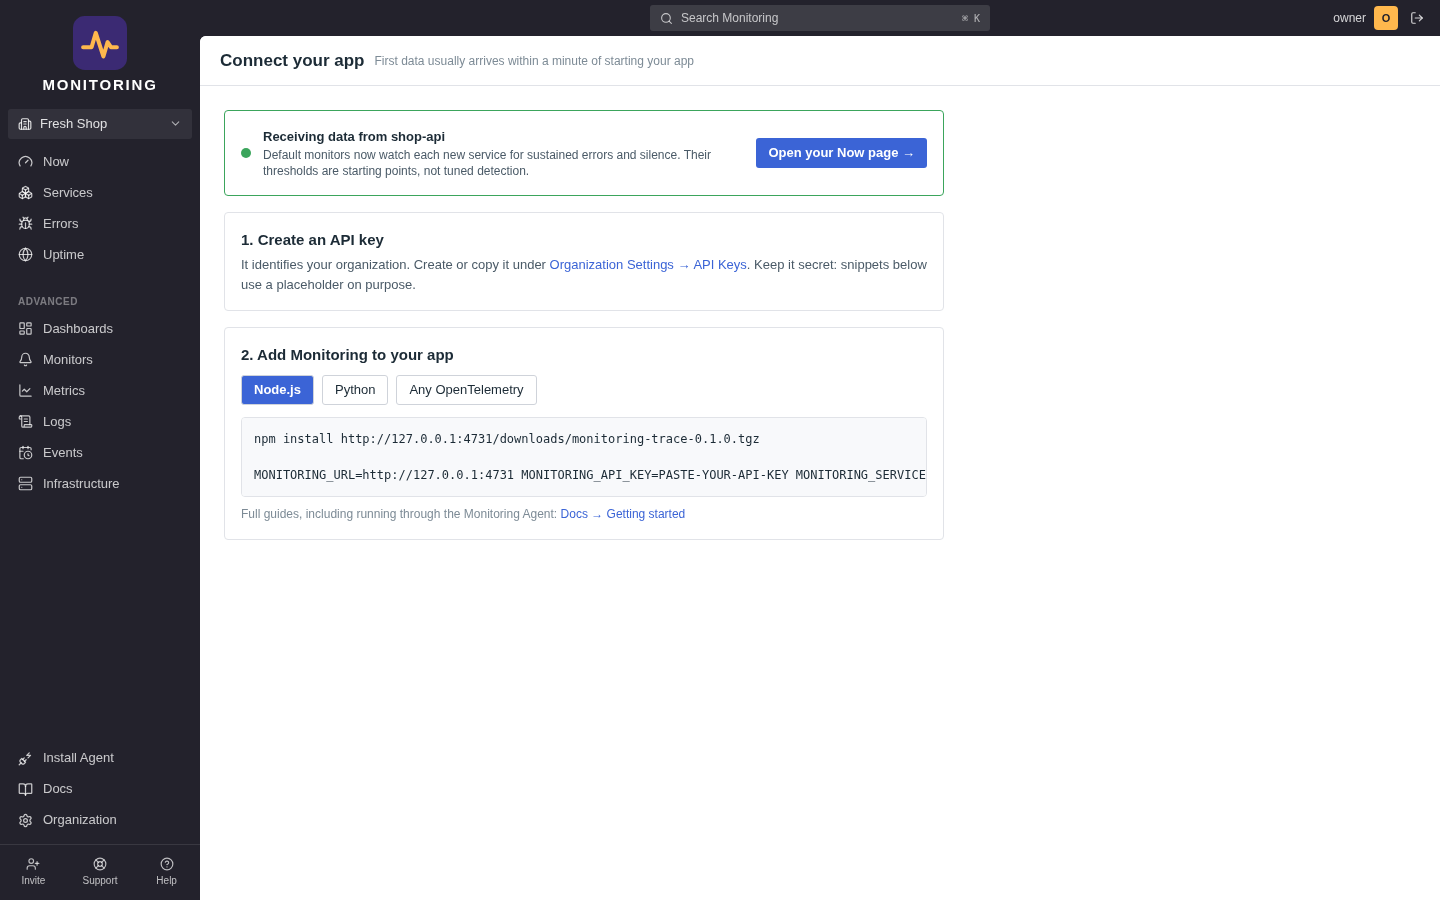 Search Monitoring
⌘ K
owner
O
MONITORING
Fresh Shop
Now
Services
Errors
Uptime
ADVANCED
Dashboards
Monitors
Metrics
Logs
Events
Infrastructure
Install Agent
Docs
Organization
Invite
Support
Help
Connect your app
First data usually arrives within a minute of starting your app
Receiving data from shop-api
Default monitors now watch each new service for sustained errors and silence. Their
thresholds are starting points, not tuned detection.
Open your Now page →
1. Create an API key
It identifies your organization. Create or copy it under Organization Settings → API Keys. Keep it secret: snippets below
use a placeholder on purpose.
2. Add Monitoring to your app
Node.js
Python
Any OpenTelemetry
npm install http://127.0.0.1:4731/downloads/monitoring-trace-0.1.0.tgz
MONITORING_URL=http://127.0.0.1:4731 MONITORING_API_KEY=PASTE-YOUR-API-KEY MONITORING_SERVICE
Full guides, including running through the Monitoring Agent: Docs → Getting started